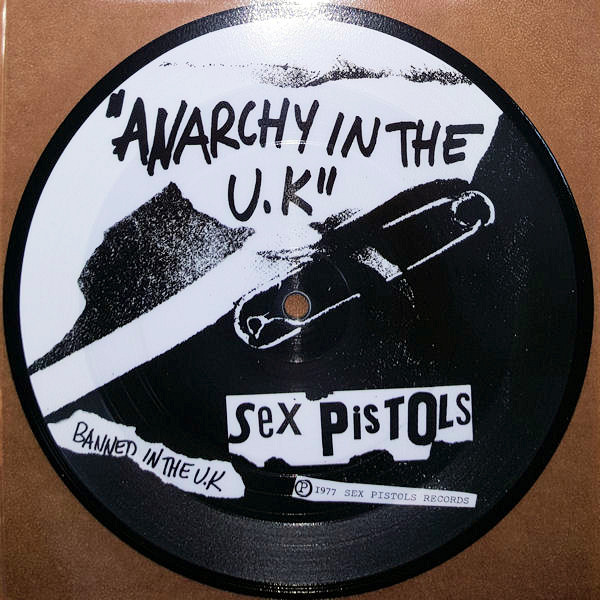 "ANARCHY IN THE
U.K"
SEX PiSTOLS
BANNED IN THE U.K
Ⓟ 1977 SEX PISTOLS RECORDS